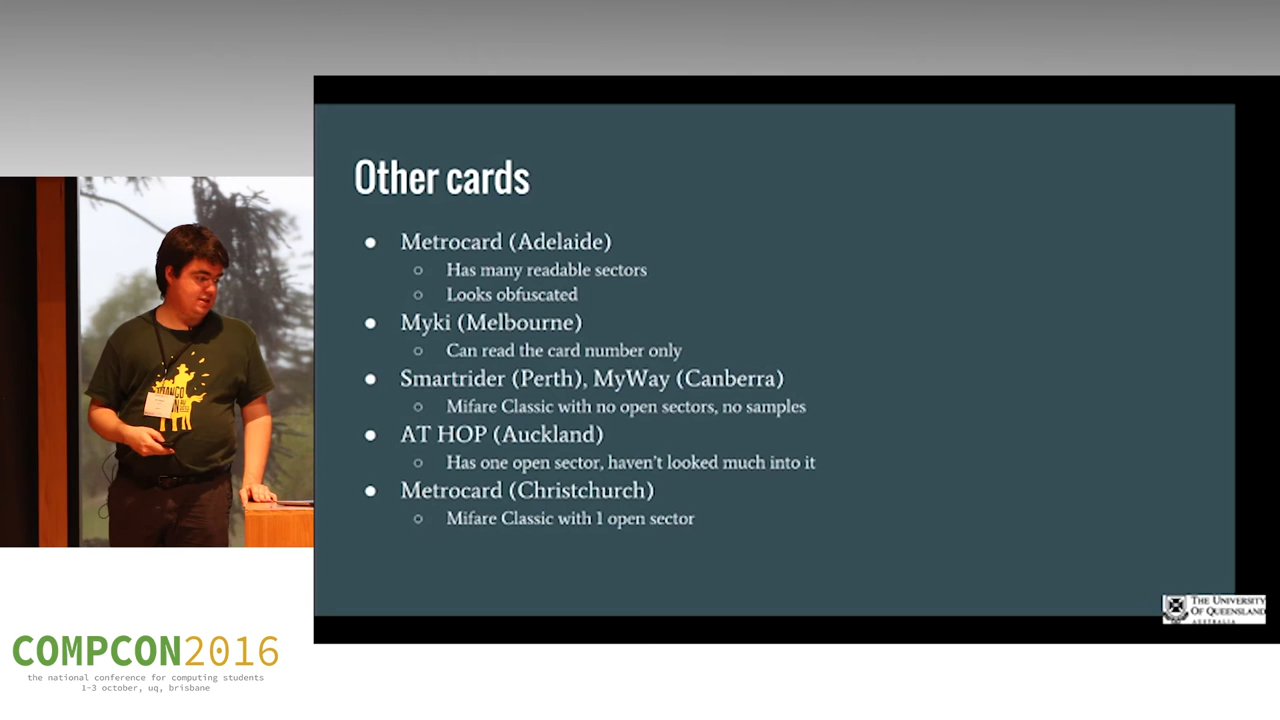 Other cards
● Metrocard (Adelaide)
○ Has many readable sectors
○ Looks obfuscated
● Myki (Melbourne)
○ Can read the card number only
● Smartrider (Perth), MyWay (Canberra)
○ Mifare Classic with no open sectors, no samples
● AT HOP (Auckland)
○ Has one open sector, haven't looked much into it
● Metrocard (Christchurch)
○ Mifare Classic with 1 open sector
THE UNIVERSITY
OF QUEENSLAND
AUSTRALIA
COMPCON2016
the national conference for computing students
1-3 october, uq, brisbane